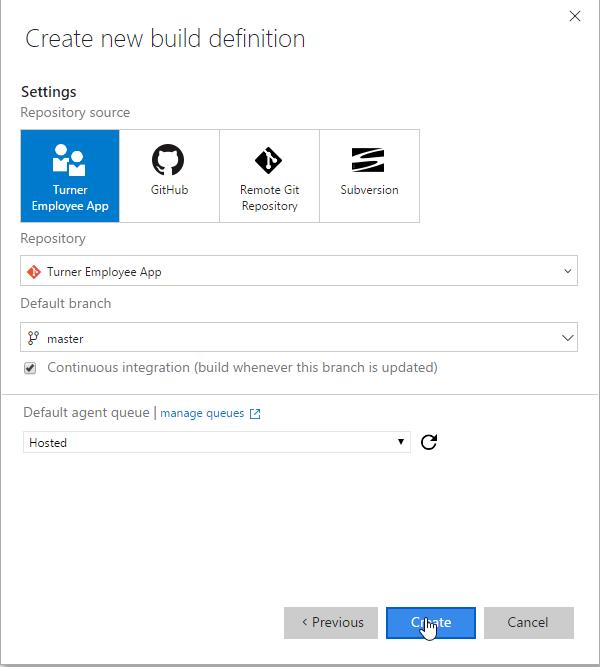 Create new build definition
Settings
Repository source
Turner
Employee App
GitHub
Remote Git
Repository
Subversion
Repository
Turner Employee App
Default branch
master
Continuous integration (build whenever this branch is updated)
Default agent queue | manage queues
Hosted
< Previous
Create
Cancel